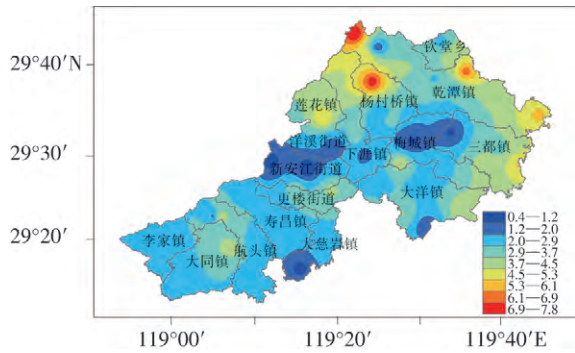 29°40′N
29°30′
29°20′
119°00′
119°20′
119°40′E
钦堂乡
乾潭镇
莲花镇
杨村桥镇
洋溪街道
下涯镇
梅城镇
三都镇
新安江街道
大洋镇
更楼街道
寿昌镇
李家镇
航头镇
大慈岩镇
大同镇
0.4—1.2
1.2—2.0
2.0—2.9
2.9—3.7
3.7—4.5
4.5—5.3
5.3—6.1
6.1—6.9
6.9—7.8